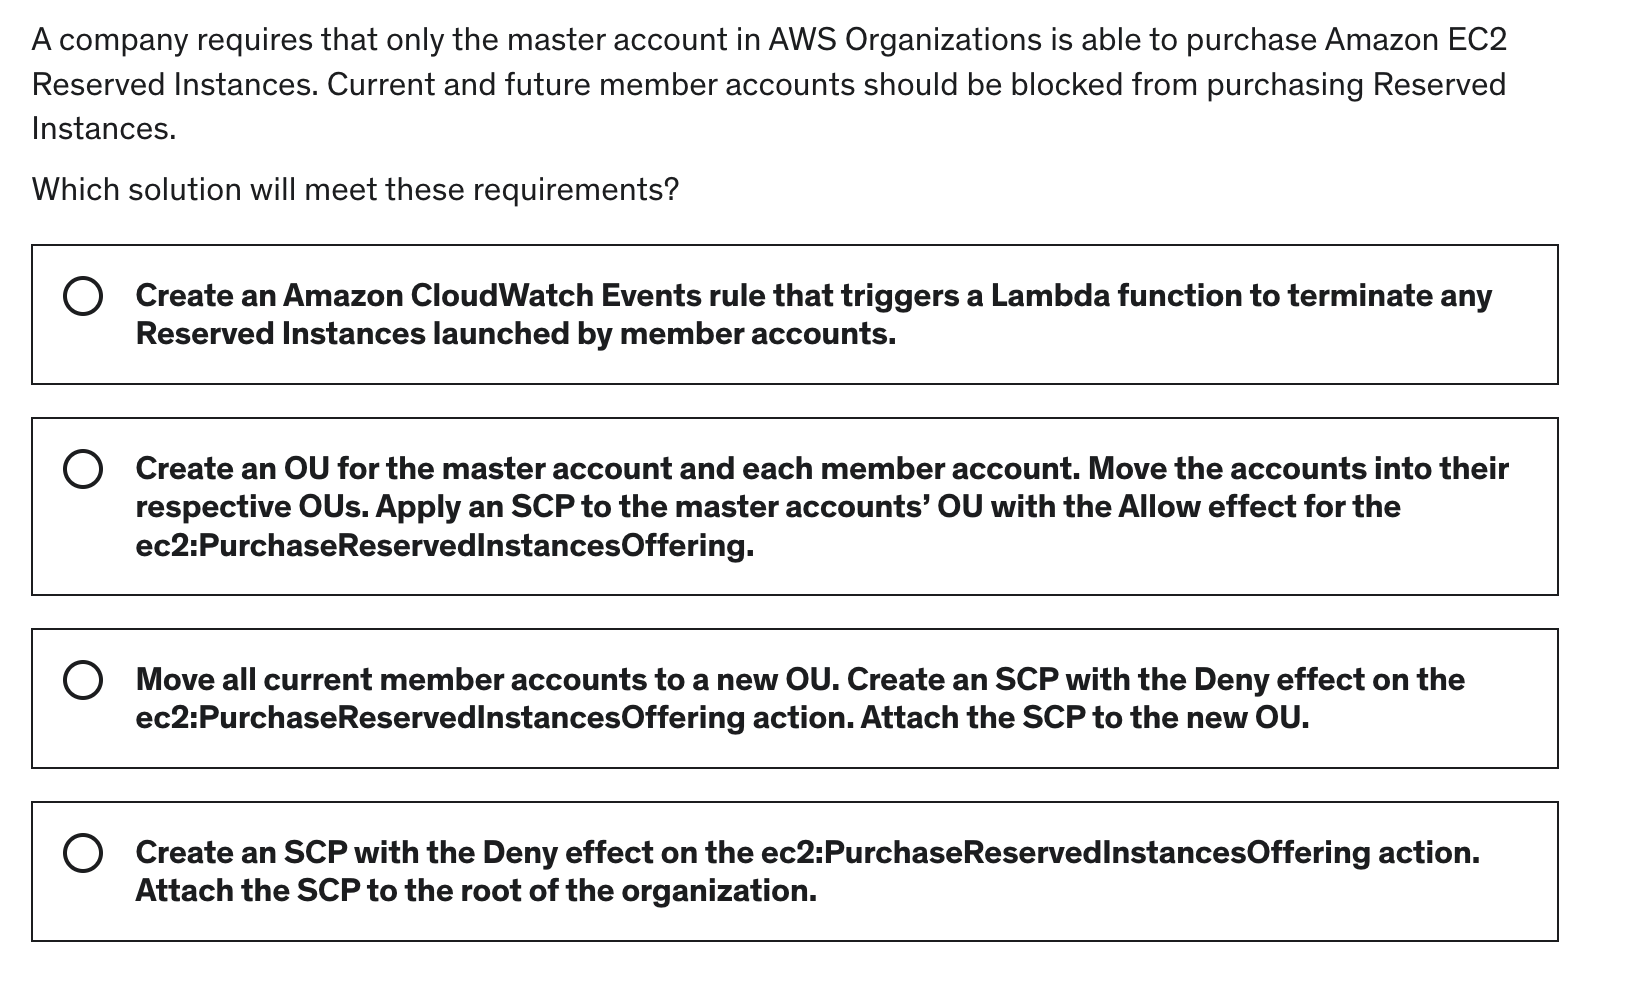 A company requires that only the master account in AWS Organizations is able to purchase Amazon EC2
Reserved Instances. Current and future member accounts should be blocked from purchasing Reserved
Instances.
Which solution will meet these requirements?
Create an Amazon CloudWatch Events rule that triggers a Lambda function to terminate any
Reserved Instances launched by member accounts.
Create an OU for the master account and each member account. Move the accounts into their
respective OUs. Apply an SCP to the master accounts’ OU with the Allow effect for the
ec2:PurchaseReservedInstancesOffering.
Move all current member accounts to a new OU. Create an SCP with the Deny effect on the
ec2:PurchaseReservedInstancesOffering action. Attach the SCP to the new OU.
Create an SCP with the Deny effect on the ec2:PurchaseReservedInstancesOffering action.
Attach the SCP to the root of the organization.